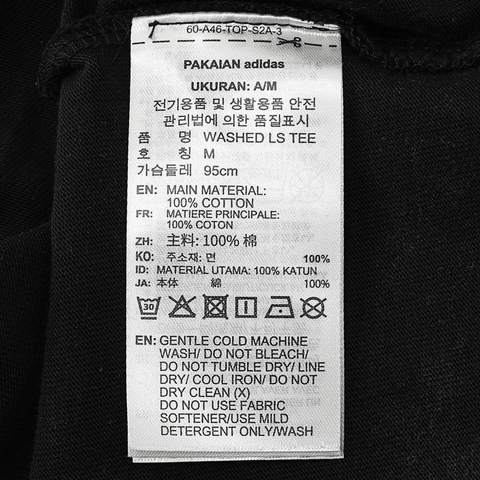 60-A46-TOP-S2A-3
PAKAIAN adidas
UKURAN: A/M
전기용품 및 생활용품 안전
관리법에 의한 품질표시
품 명 WASHED LS TEE
호 칭 M
가슴둘레 95cm
EN: MAIN MATERIAL:
100% COTTON
FR: MATIERE PRINCIPALE:
100% COTON
ZH: 主料: 100% 棉
KO: 주소재: 면 100%
ID: MATERIAL UTAMA: 100% KATUN
JA: 本体 綿 100%
30
EN: GENTLE COLD MACHINE
WASH/ DO NOT BLEACH/
DO NOT TUMBLE DRY/ LINE
DRY/ COOL IRON/ DO NOT
DRY CLEAN (X)
DO NOT USE FABRIC
SOFTENER/USE MILD
DETERGENT ONLY/WASH